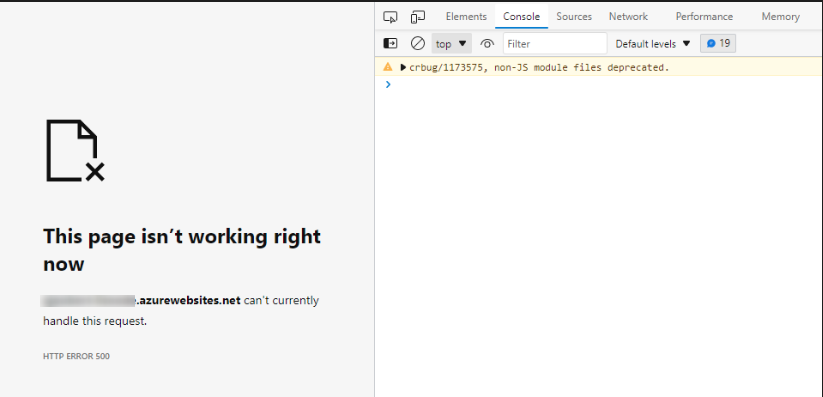 Elements Console Sources Network Performance Memory
top Filter Default levels 19
crbug/1173575, non-JS module files deprecated.
This page isn’t working right
now
.azurewebsites.net can't currently
handle this request.
HTTP ERROR 500